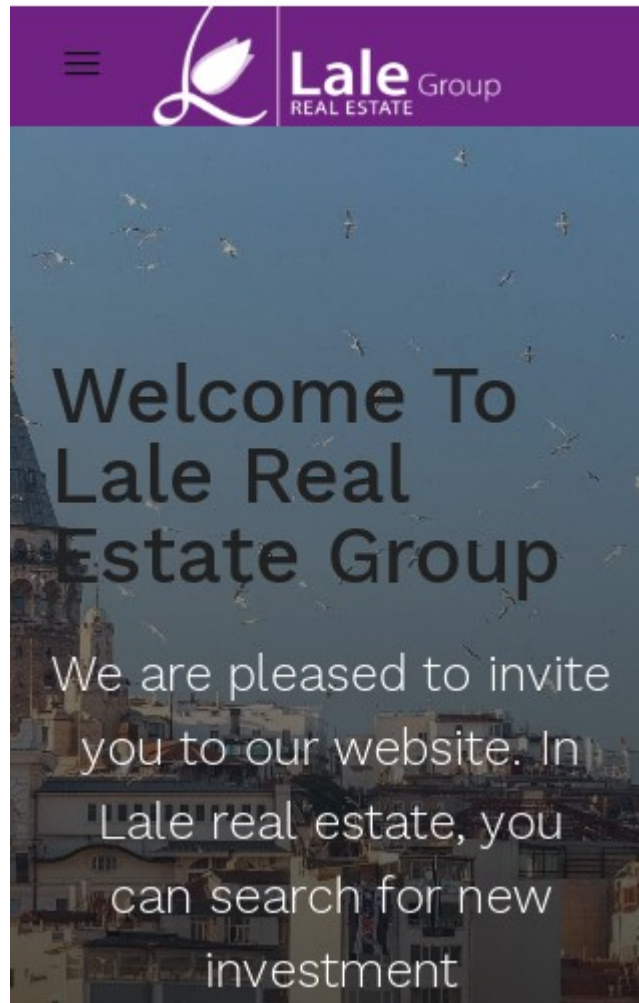 Lale Group
REAL ESTATE
Welcome To
Lale Real
Estate Group
We are pleased to invite
you to our website. In
Lale real estate, you
can search for new
investment